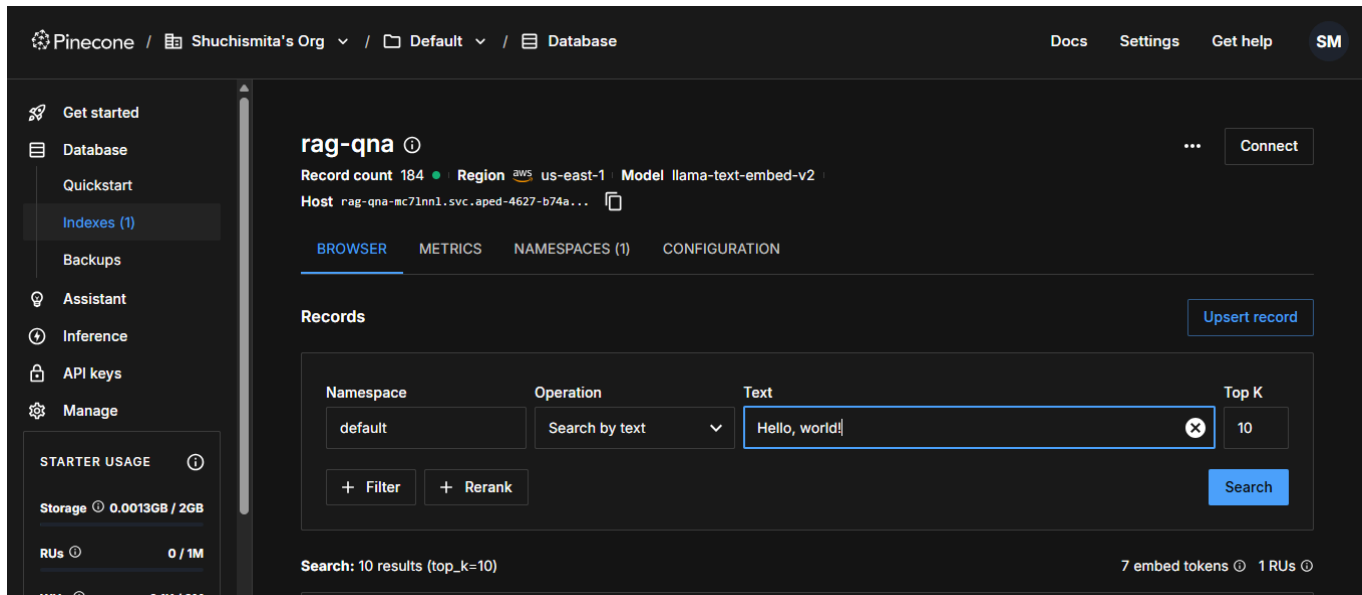 Pinecone / Shuchismita's Org / Default / Database Docs Settings Get help SM
Get started
Database
Quickstart
Indexes (1)
Backups
Assistant
Inference
API keys
Manage
STARTER USAGE
Storage 0.0013GB / 2GB
RUs 0 / 1M
rag-qna
Connect
Record count 184 Region aws us-east-1 Model llama-text-embed-v2
Host rag-qna-mc7lnnl.svc.aped-4627-b74a...
BROWSER METRICS NAMESPACES (1) CONFIGURATION
Records
Upsert record
Namespace Operation Text Top K
default Search by text Hello, world! 10
+ Filter + Rerank Search
Search: 10 results (top_k=10) 7 embed tokens 1 RUs